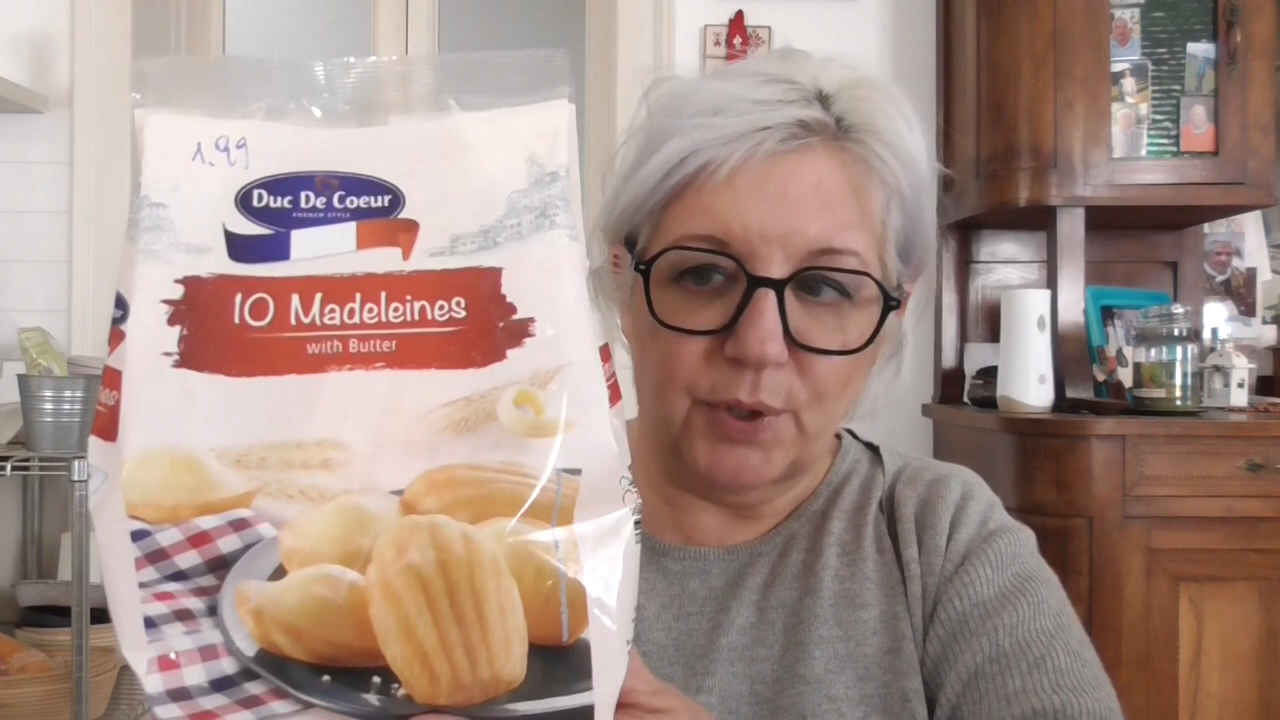 1.99
Duc De Coeur
FRENCH STYLE
10 Madeleines
with Butter